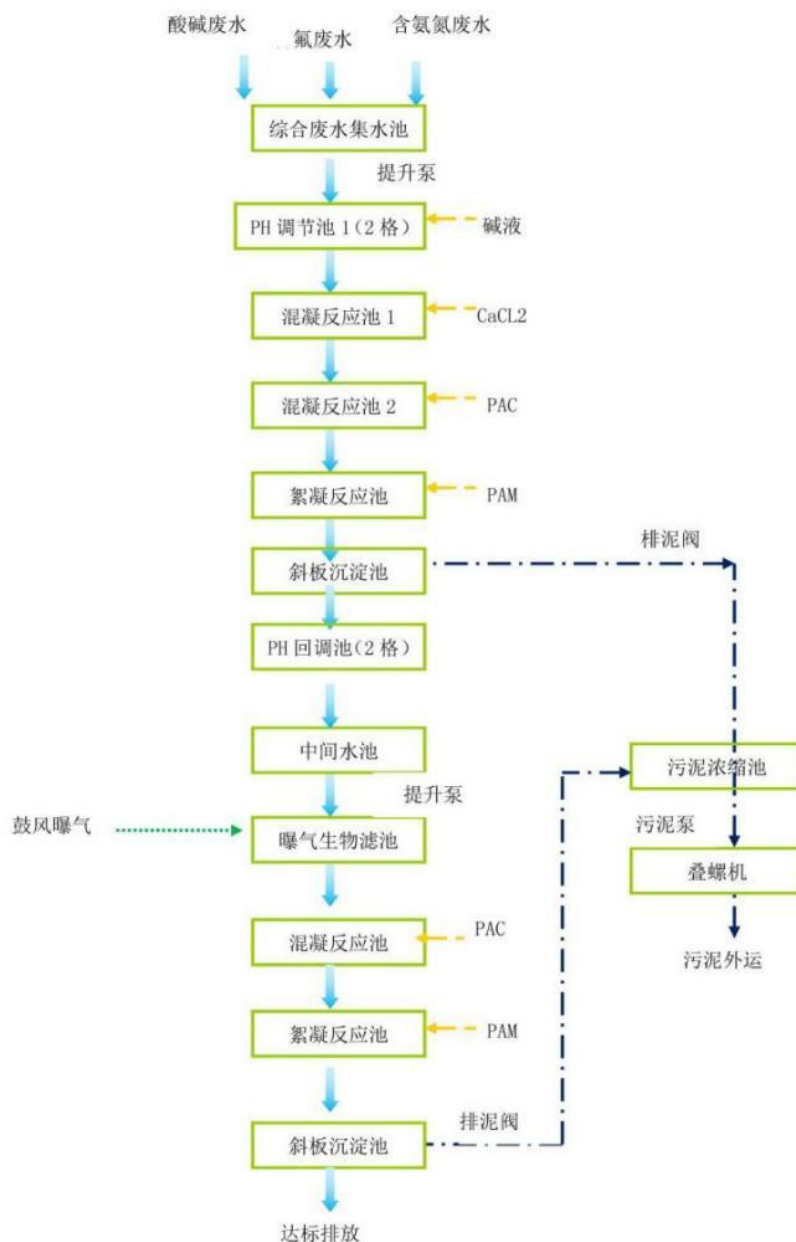 酸碱废水
氟废水
含氨氮废水
综合废水集水池
提升泵
PH 调节池 1(2 格)
碱液
混凝反应池 1
CaCL2
混凝反应池 2
PAC
絮凝反应池
PAM
斜板沉淀池
棑泥阀
PH 回调池(2 格)
中间水池
污泥浓缩池
提升泵
鼓风曝气
曝气生物滤池
污泥泵
叠螺机
混凝反应池
PAC
污泥外运
絮凝反应池
PAM
斜板沉淀池
排泥阀
达标排放